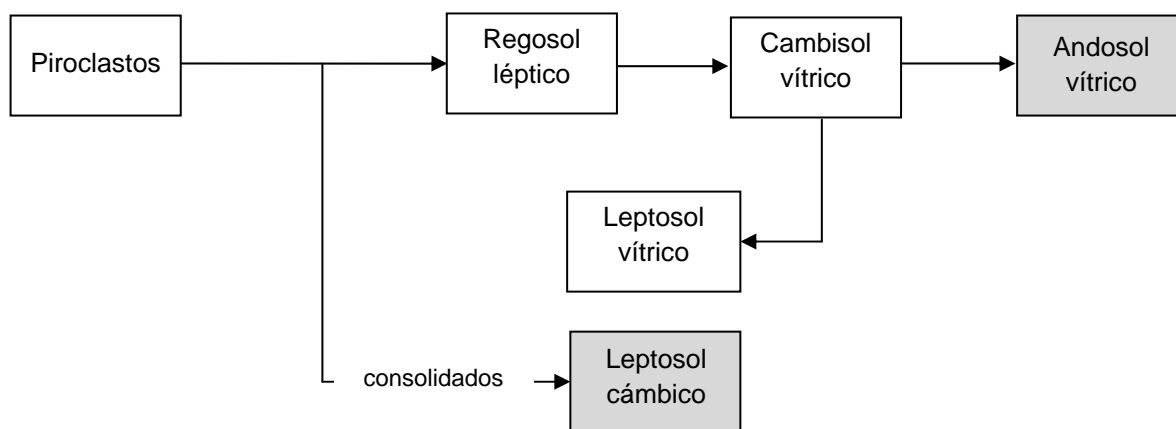 Piroclastos
Regosol
léptico
Cambisol
vítrico
Andosol
vítrico
Leptosol
vítrico
consolidados
Leptosol
cámbico